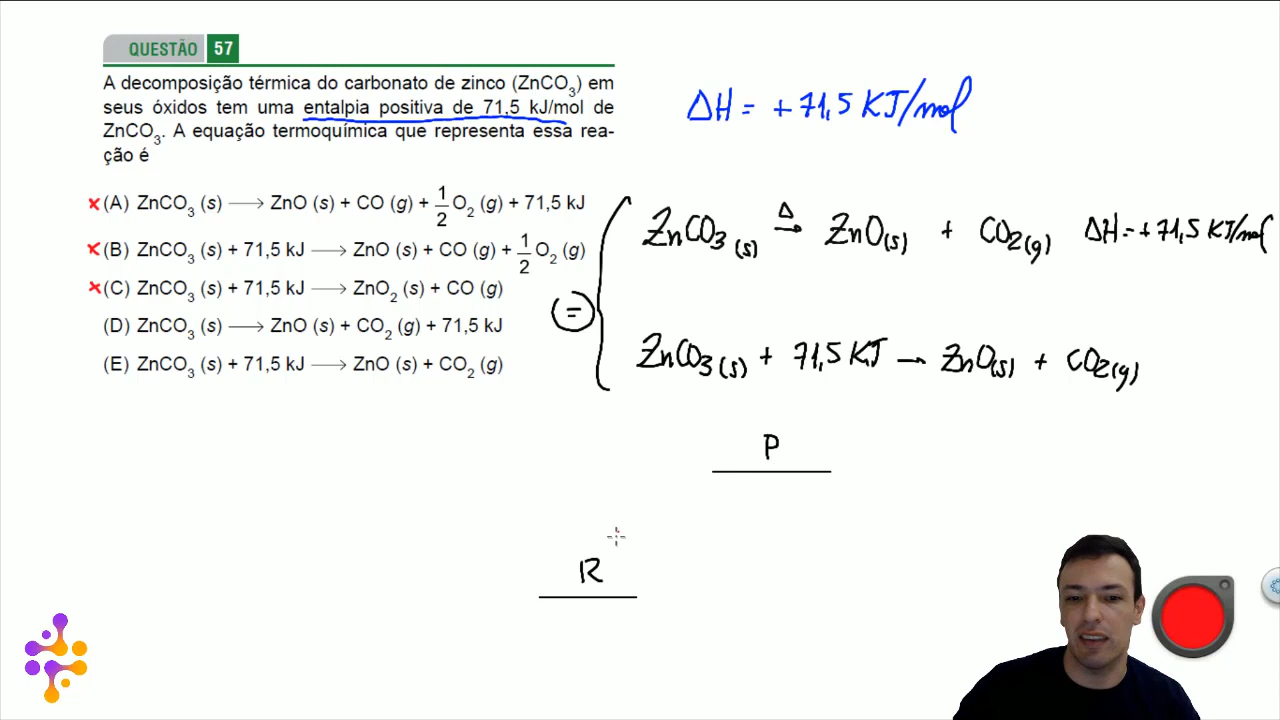 QUESTÃO 57
A decomposição térmica do carbonato de zinco (ZnCO₃) em
seus óxidos tem uma entalpia positiva de 71,5 kJ/mol de
ZnCO₃. A equação termoquímica que representa essa rea-
ção é
(A) ZnCO₃ (s) ⟶ ZnO (s) + CO (g) + 1/2 O₂ (g) + 71,5 kJ
(B) ZnCO₃ (s) + 71,5 kJ ⟶ ZnO (s) + CO (g) + 1/2 O₂ (g)
(C) ZnCO₃ (s) + 71,5 kJ ⟶ ZnO₂ (s) + CO (g)
(D) ZnCO₃ (s) ⟶ ZnO (s) + CO₂ (g) + 71,5 kJ
(E) ZnCO₃ (s) + 71,5 kJ ⟶ ZnO (s) + CO₂ (g)
ΔH = + 71,5 KJ/mol
ZnCO₃(s) Δ→ ZnO(s) + CO₂(g) ΔH = + 71,5 KJ/mol
=
ZnCO₃(s) + 71,5 KJ → ZnO(s) + CO₂(g)
P
R